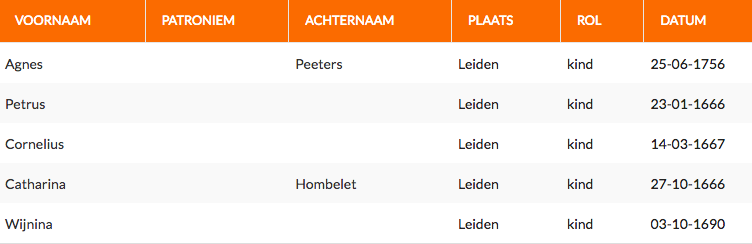 VOORNAAM PATRONIEM ACHTERNAAM PLAATS ROL DATUM
Agnes Peeters Leiden kind 25-06-1756
Petrus Leiden kind 23-01-1666
Cornelius Leiden kind 14-03-1667
Catharina Hombelet Leiden kind 27-10-1666
Wijnina Leiden kind 03-10-1690